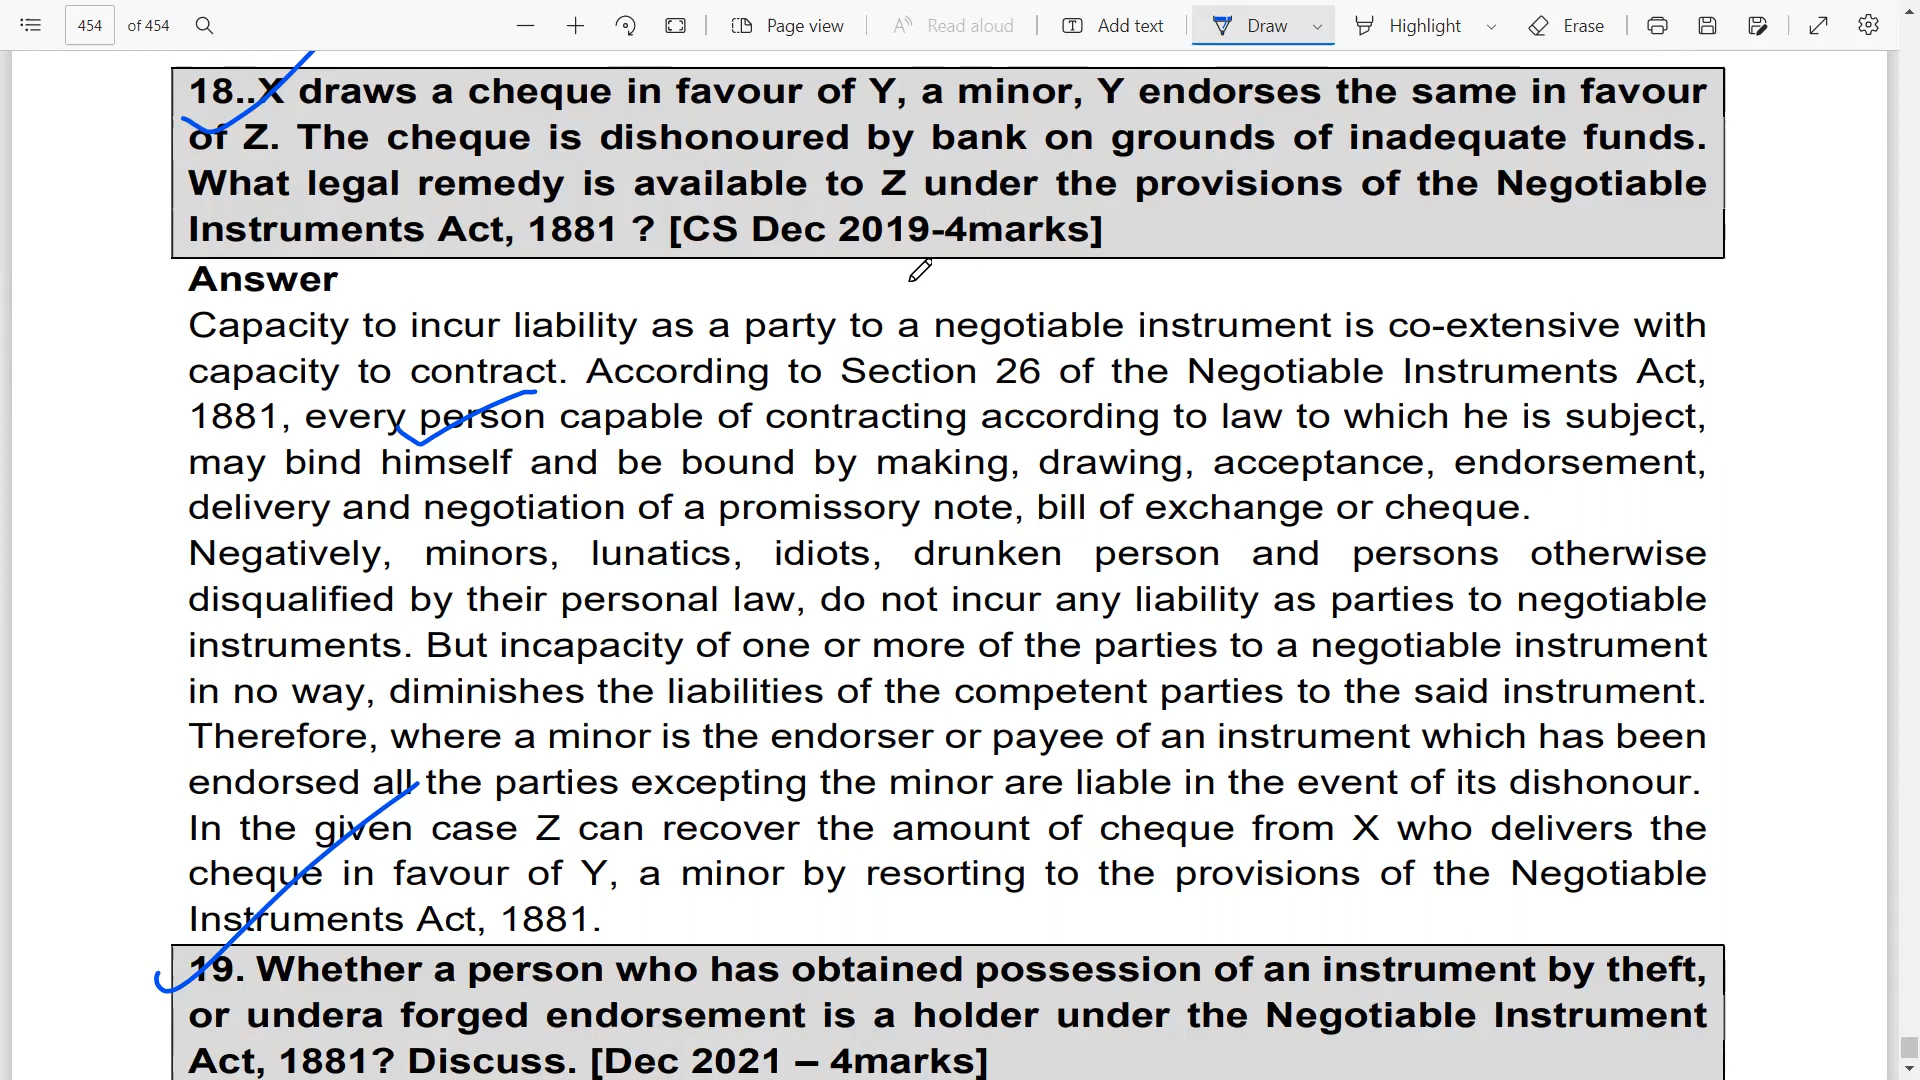 454 of 454 Page view Read aloud Add text Draw Highlight Erase
18..X draws a cheque in favour of Y, a minor, Y endorses the same in favour
of Z. The cheque is dishonoured by bank on grounds of inadequate funds.
What legal remedy is available to Z under the provisions of the Negotiable
Instruments Act, 1881 ? [CS Dec 2019-4marks]
Answer
Capacity to incur liability as a party to a negotiable instrument is co-extensive with
capacity to contract. According to Section 26 of the Negotiable Instruments Act,
1881, every person capable of contracting according to law to which he is subject,
may bind himself and be bound by making, drawing, acceptance, endorsement,
delivery and negotiation of a promissory note, bill of exchange or cheque.
Negatively, minors, lunatics, idiots, drunken person and persons otherwise
disqualified by their personal law, do not incur any liability as parties to negotiable
instruments. But incapacity of one or more of the parties to a negotiable instrument
in no way, diminishes the liabilities of the competent parties to the said instrument.
Therefore, where a minor is the endorser or payee of an instrument which has been
endorsed all the parties excepting the minor are liable in the event of its dishonour.
In the given case Z can recover the amount of cheque from X who delivers the
cheque in favour of Y, a minor by resorting to the provisions of the Negotiable
Instruments Act, 1881.
19. Whether a person who has obtained possession of an instrument by theft,
or undera forged endorsement is a holder under the Negotiable Instrument
Act, 1881? Discuss. [Dec 2021 – 4marks]